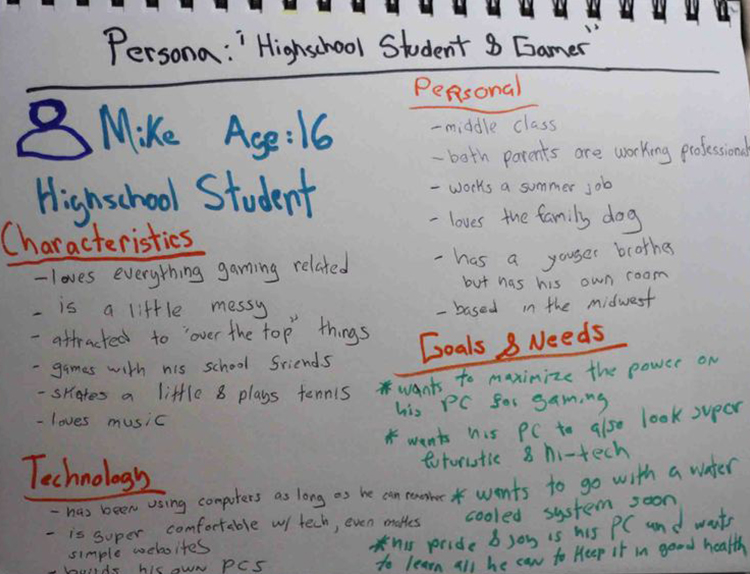 Persona: "Highschool Student & Gamer"
Mike Age: 16
Highschool Student
Characteristics
- loves everything gaming related
- is a little messy
- attracted to "over the top" things
- games with his school friends
- skates a little & plays tennis
- loves music
Technology
- has been using computers as long as he can remember
- is super comfortable w/ tech, even makes
simple websites
- builds his own PCs
Personal
- middle class
- both parents are working professional
- works a summer job
- loves the family dog
- has a youger brother
but has his own room
- based in the midwest
Goals & Needs
* wants to maximize the power on
his PC for gaming
* wants his PC to also look super
futuristic & hi-tech
* wants to go with a water
cooled system soon
* his pride & joy is his PC and wants
to learn all he can to keep it in good health